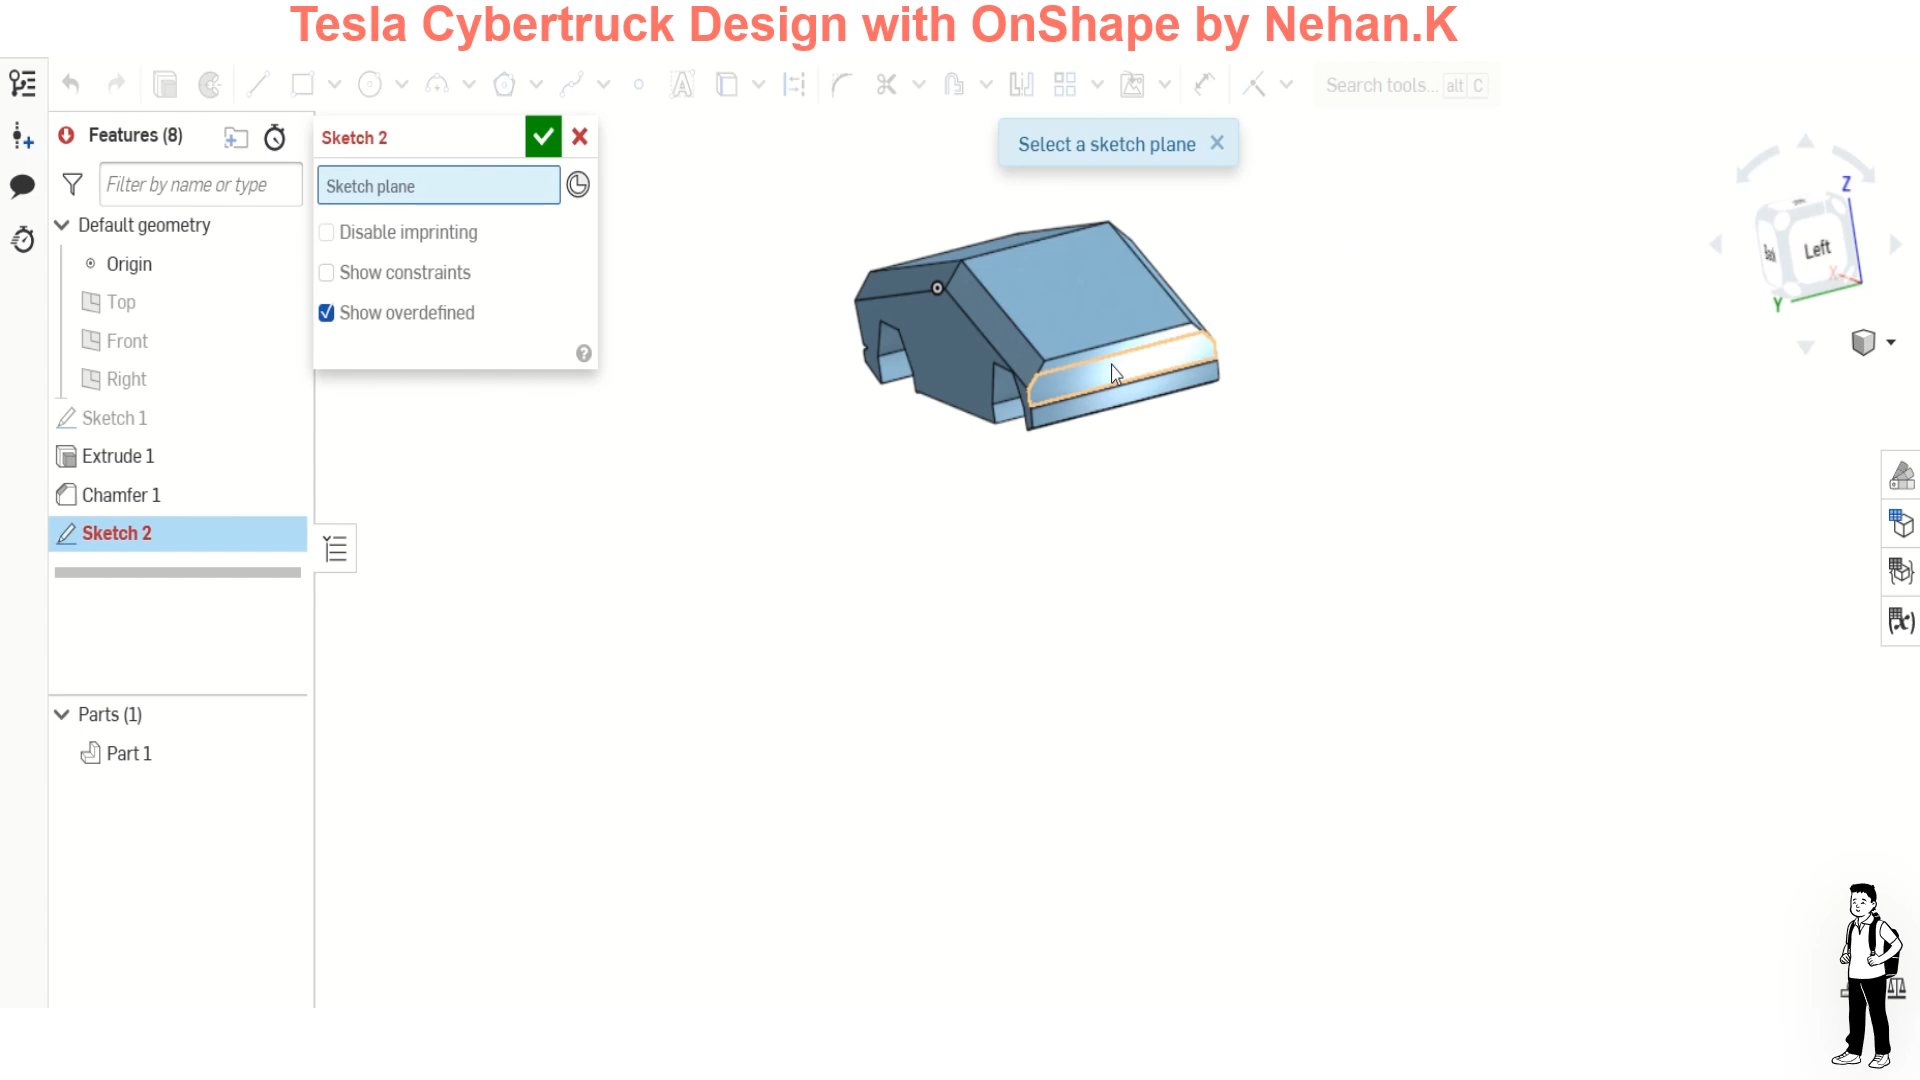 Tesla Cybertruck Design with OnShape by Nehan.K
Search tools... alt C
Features (8)
Filter by name or type
Default geometry
Origin
Top
Front
Right
Sketch 1
Extrude 1
Chamfer 1
Sketch 2
Parts (1)
Part 1
Sketch 2
Sketch plane
Disable imprinting
Show constraints
Show overdefined
?
Select a sketch plane
Z
Back
Left
X
Y
(x)